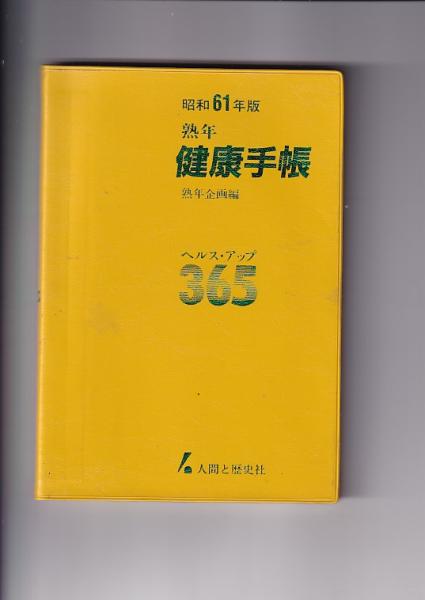 昭和61年版
熟年
健康手帳
熟年企画編
ヘルス・アップ
365
人間と歴史社